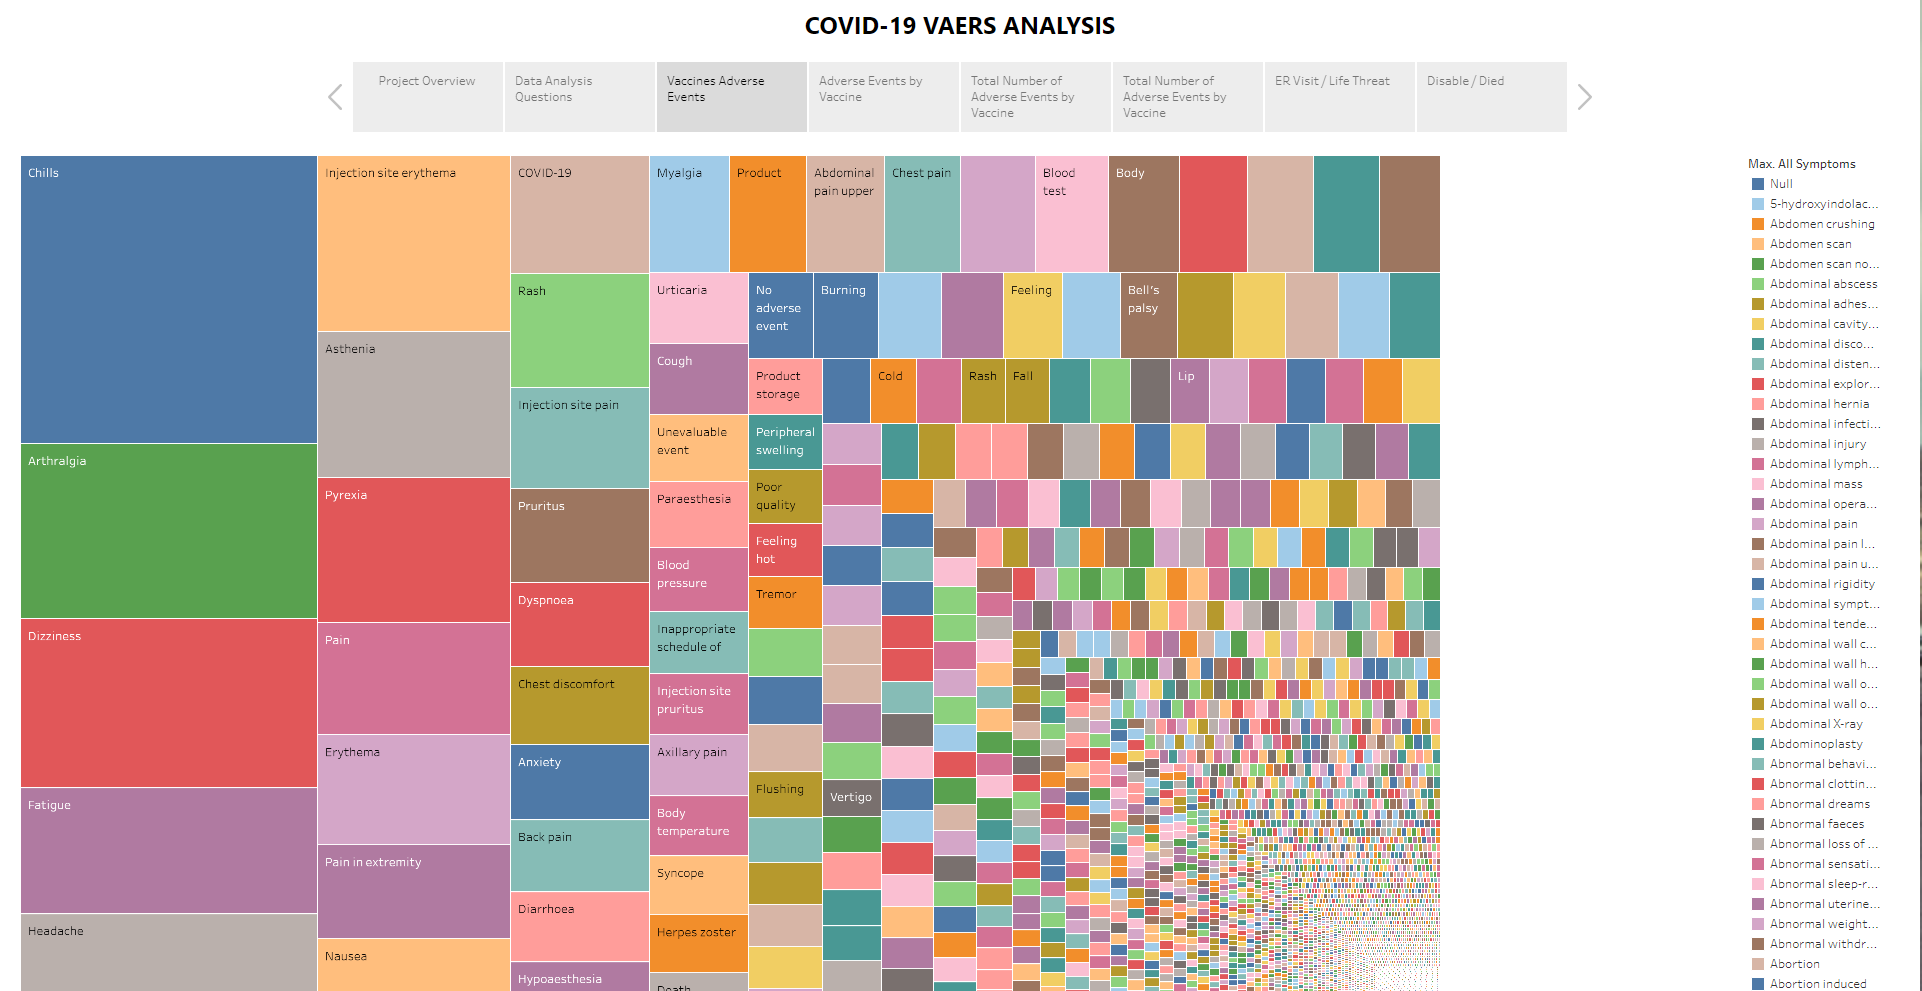 COVID-19 VAERS ANALYSIS
Project Overview
Data Analysis
Questions
Vaccines Adverse
Events
Adverse Events by
Vaccine
Total Number of
Adverse Events by
Vaccine
Total Number of
Adverse Events by
Vaccine
ER Visit / Life Threat
Disable / Died
Chills
Arthralgia
Dizziness
Fatigue
Headache
Injection site erythema
Asthenia
Pyrexia
Pain
Erythema
Pain in extremity
Nausea
COVID-19
Rash
Injection site pain
Pruritus
Dyspnoea
Chest discomfort
Anxiety
Back pain
Diarrhoea
Hypoaesthesia
Myalgia
Product
Abdominal
pain upper
Chest pain
Blood
test
Body
Urticaria
Cough
Unevaluable
event
Paraesthesia
Blood
pressure
Inappropriate
schedule of
Injection site
pruritus
Axillary pain
Body
temperature
Syncope
Herpes zoster
Death
No
adverse
event
Burning
Feeling
Bell's
palsy
Product
storage
Peripheral
swelling
Poor
quality
Feeling
hot
Tremor
Flushing
Cold
Rash
Fall
Lip
Vertigo
Max. All Symptoms
Null
5-hydroxyindolac...
Abdomen crushing
Abdomen scan
Abdomen scan no...
Abdominal abscess
Abdominal adhes...
Abdominal cavity...
Abdominal disco...
Abdominal disten...
Abdominal explor...
Abdominal hernia
Abdominal infecti...
Abdominal injury
Abdominal lymph...
Abdominal mass
Abdominal opera...
Abdominal pain
Abdominal pain l...
Abdominal pain u...
Abdominal rigidity
Abdominal sympt...
Abdominal tende...
Abdominal wall c...
Abdominal wall h...
Abdominal wall o...
Abdominal wall o...
Abdominal X-ray
Abdominoplasty
Abnormal behavi...
Abnormal clottin...
Abnormal dreams
Abnormal faeces
Abnormal loss of ...
Abnormal sensati...
Abnormal sleep-r...
Abnormal uterine...
Abnormal weight...
Abnormal withdr...
Abortion
Abortion induced